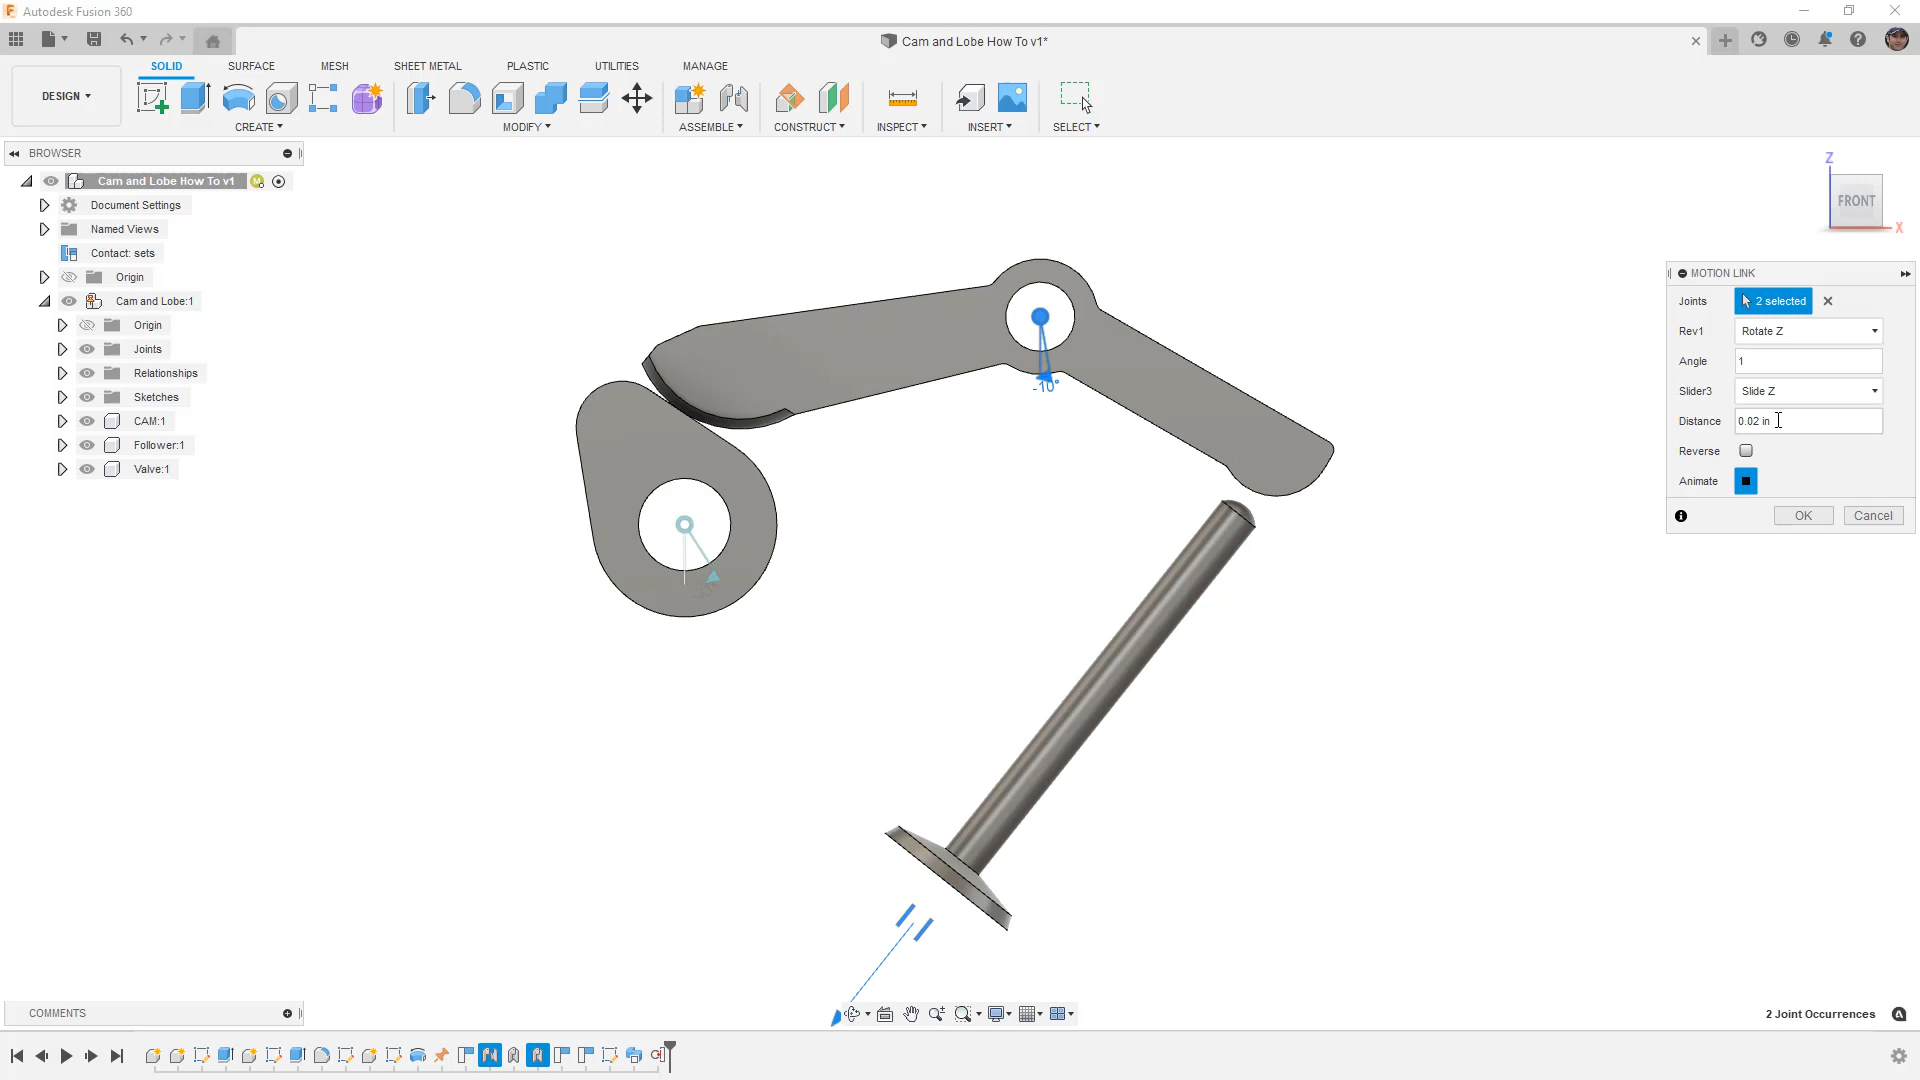 Autodesk Fusion 360
Cam and Lobe How To v1*
SOLID SURFACE MESH SHEET METAL PLASTIC UTILITIES MANAGE
DESIGN
CREATE MODIFY ASSEMBLE CONSTRUCT INSPECT INSERT SELECT
BROWSER
Cam and Lobe How To v1
Document Settings
Named Views
Contact: sets
Origin
Cam and Lobe:1
Origin
Joints
Relationships
Sketches
CAM:1
Follower:1
Valve:1
Z
FRONT
X
-10°
MOTION LINK
Joints 2 selected
Rev1 Rotate Z
Angle 1
Slider3 Slide Z
Distance 0.02 in
Reverse
Animate
OK Cancel
COMMENTS
2 Joint Occurrences